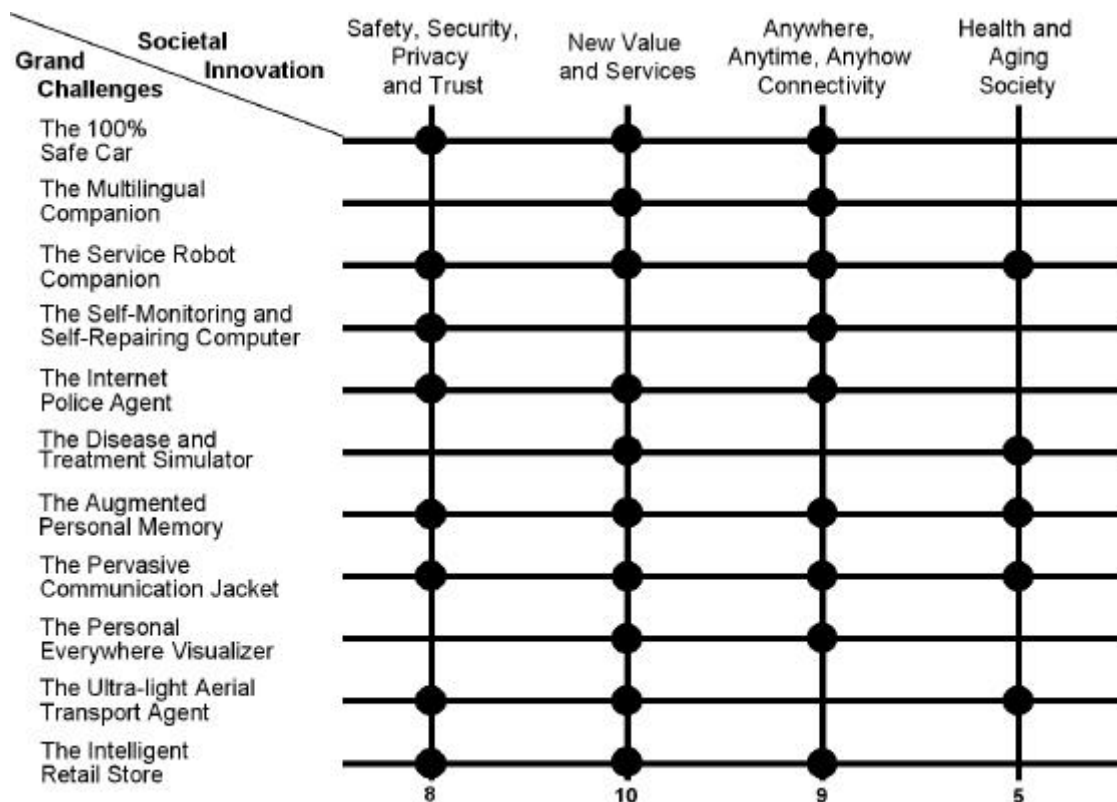 Societal
Innovation
Grand
Challenges
Safety, Security,
Privacy
and Trust
New Value
and Services
Anywhere,
Anytime, Anyhow
Connectivity
Health and
Aging
Society
The 100%
Safe Car
The Multilingual
Companion
The Service Robot
Companion
The Self-Monitoring and
Self-Repairing Computer
The Internet
Police Agent
The Disease and
Treatment Simulator
The Augmented
Personal Memory
The Pervasive
Communication Jacket
The Personal
Everywhere Visualizer
The Ultra-light Aerial
Transport Agent
The Intelligent
Retail Store
8 10 9 5